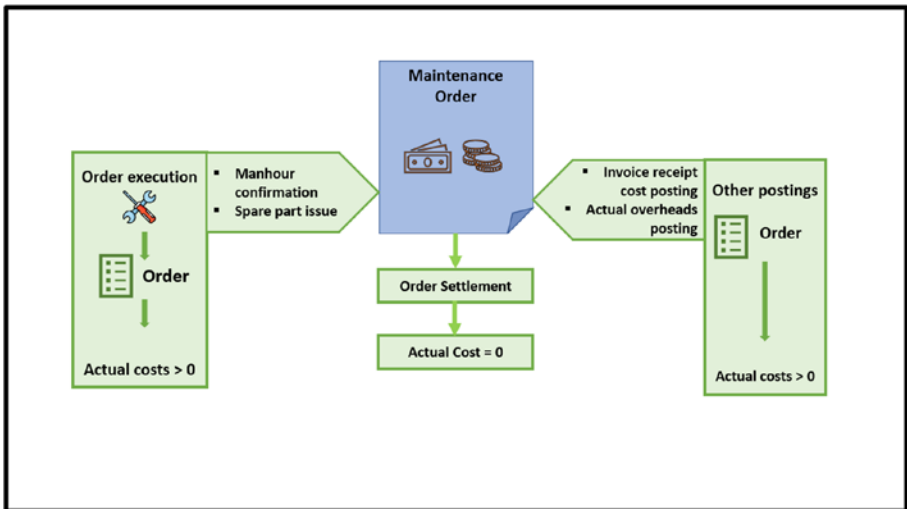 Maintenance
Order
Order execution
Order
Actual costs > 0
▪ Manhour
confirmation
▪ Spare part issue
▪ Invoice receipt
cost posting
▪ Actual overheads
posting
Other postings
Order
Actual costs > 0
Order Settlement
Actual Cost = 0